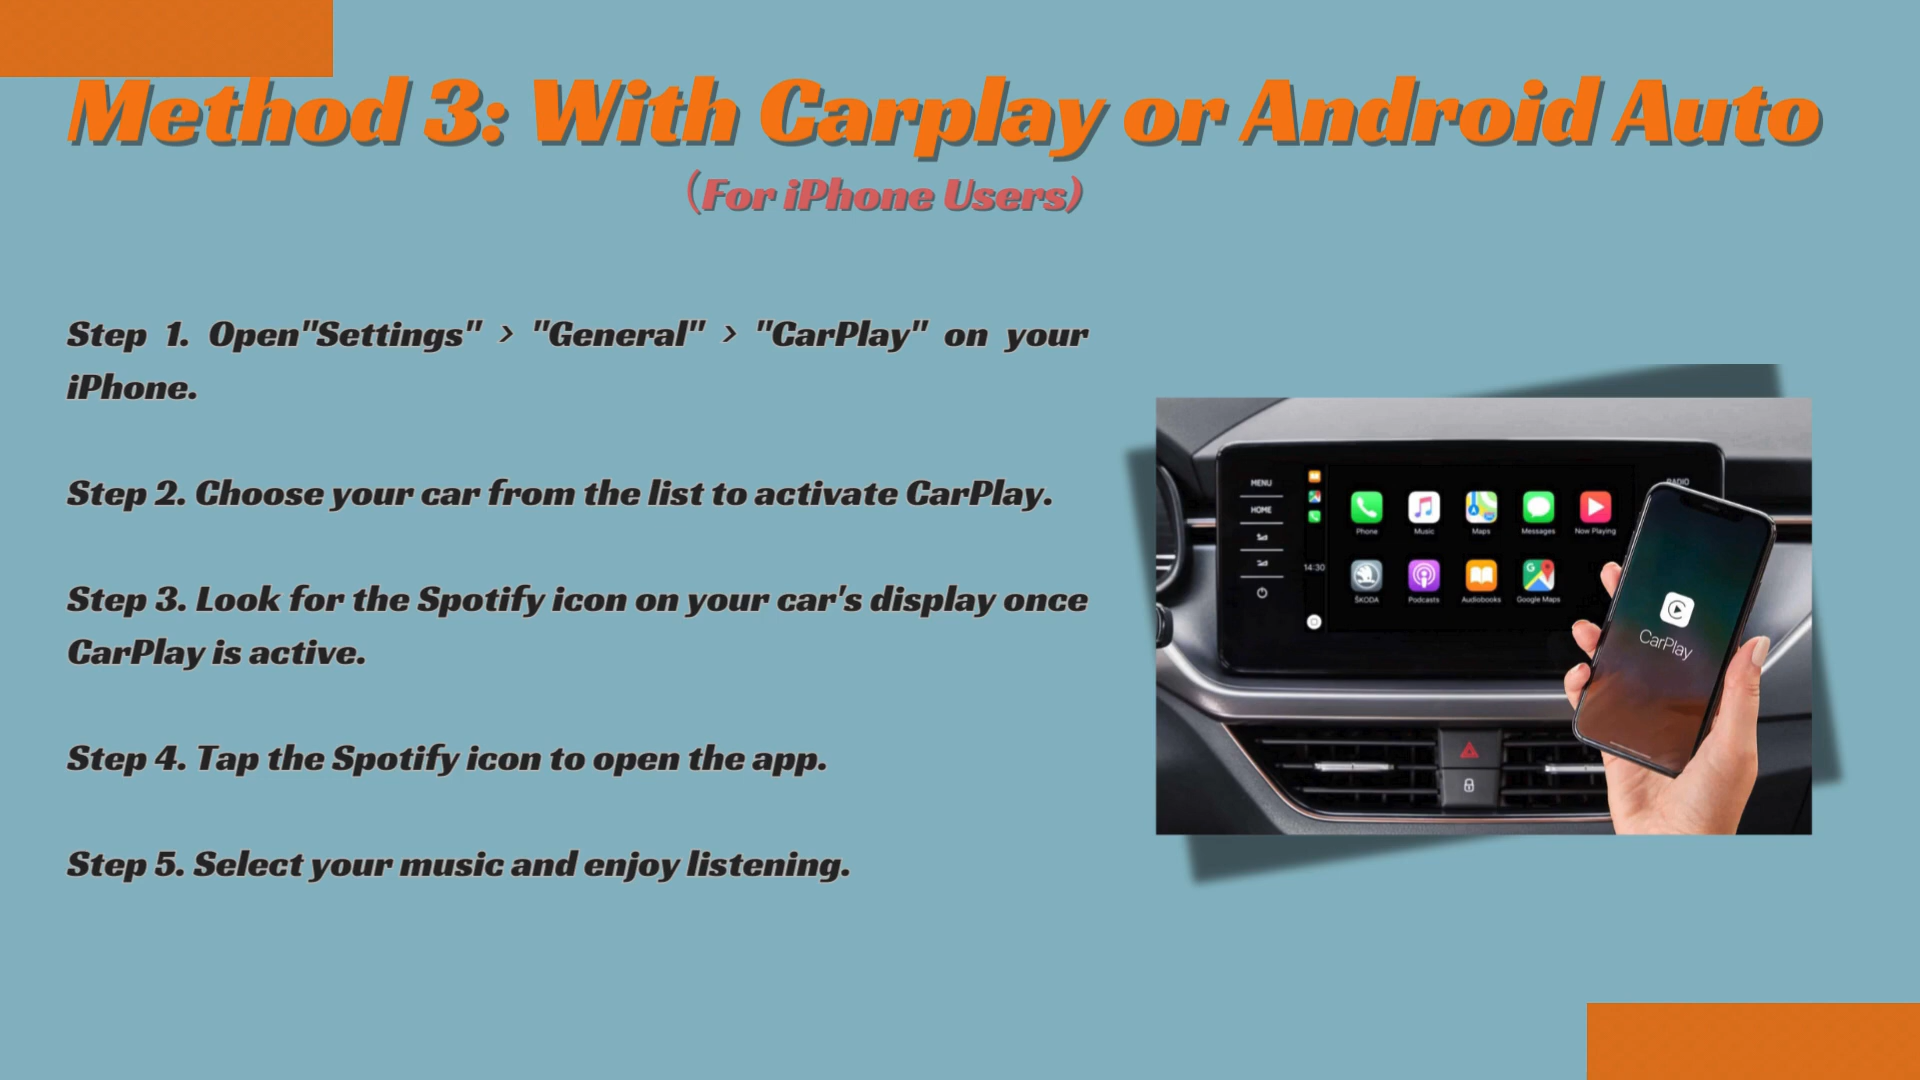 Method 3: With Carplay or Android Auto
(For iPhone Users)
Step 1. Open"Settings" > "General" > "CarPlay" on your
iPhone.
Step 2. Choose your car from the list to activate CarPlay.
Step 3. Look for the Spotify icon on your car's display once
CarPlay is active.
Step 4. Tap the Spotify icon to open the app.
Step 5. Select your music and enjoy listening.
MENU
RADIO
HOME
Phone Music Maps Messages Now Playing
14:30
ŠKODA Podcasts Audiobooks Google Maps
CarPlay